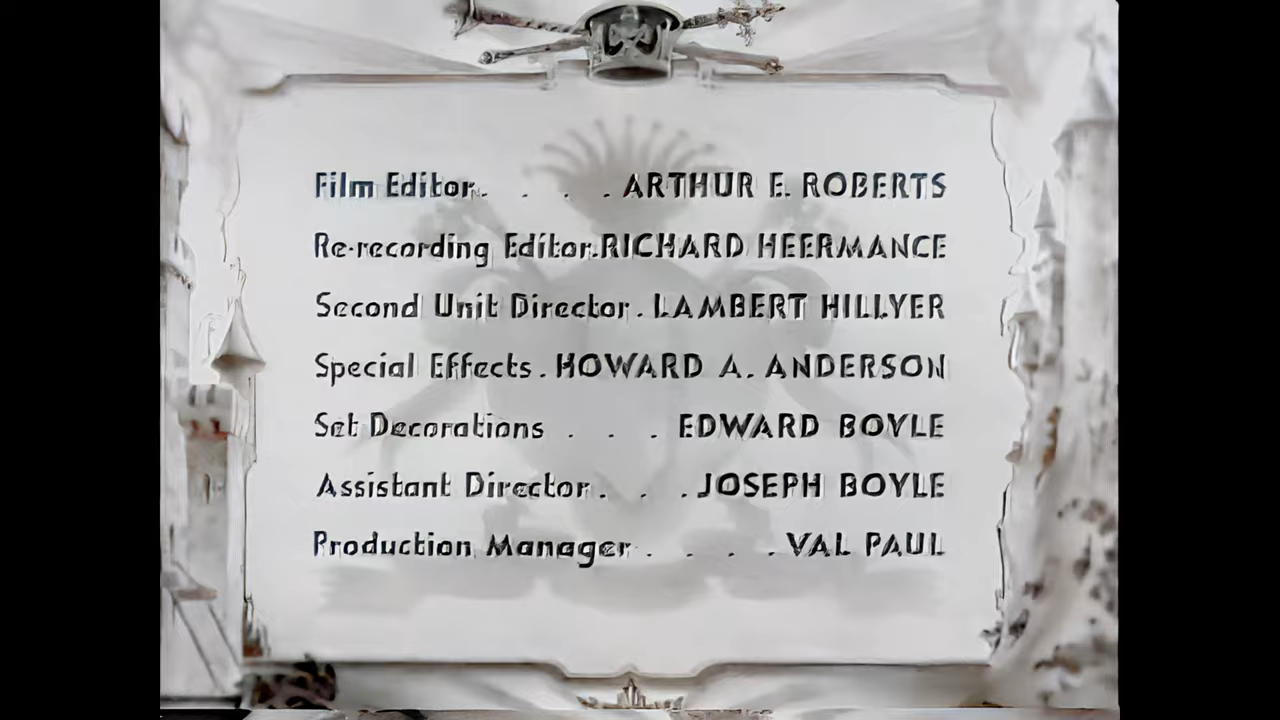 Film Editor. . . . ARTHUR E. ROBERTS
Re-recording Editor. RICHARD HEERMANCE
Second Unit Director. LAMBERT HILLYER
Special Effects. HOWARD A. ANDERSON
Set Decorations . . . EDWARD BOYLE
Assistant Director. . . JOSEPH BOYLE
Production Manager . . . . VAL PAUL